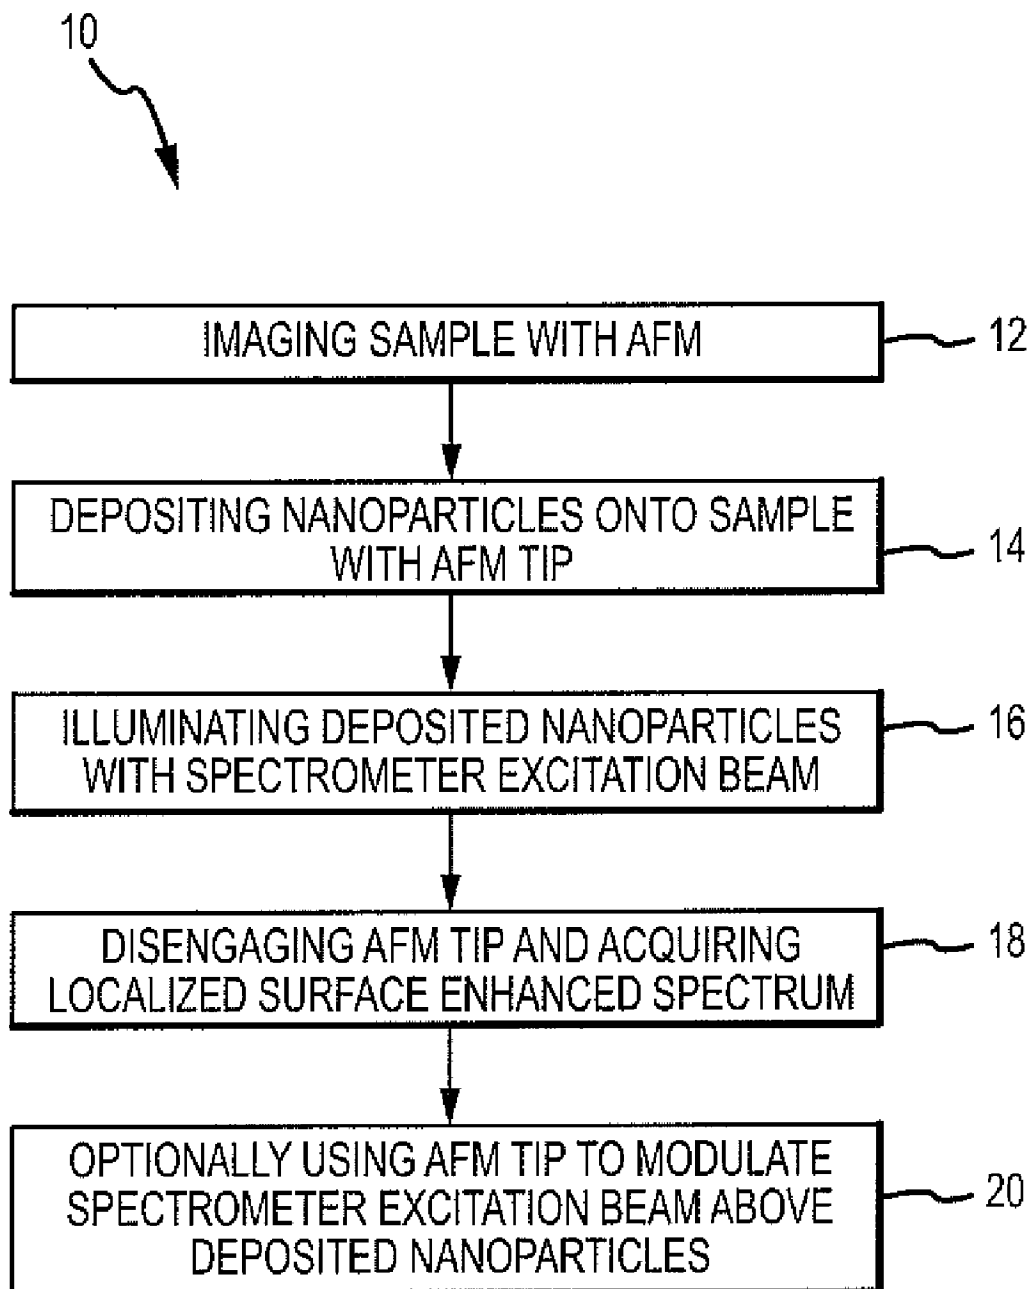 10
IMAGING SAMPLE WITH AFM
12
DEPOSITING NANOPARTICLES ONTO SAMPLE
WITH AFM TIP
14
ILLUMINATING DEPOSITED NANOPARTICLES
WITH SPECTROMETER EXCITATION BEAM
16
DISENGAGING AFM TIP AND ACQUIRING
LOCALIZED SURFACE ENHANCED SPECTRUM
18
OPTIONALLY USING AFM TIP TO MODULATE
SPECTROMETER EXCITATION BEAM ABOVE
DEPOSITED NANOPARTICLES
20